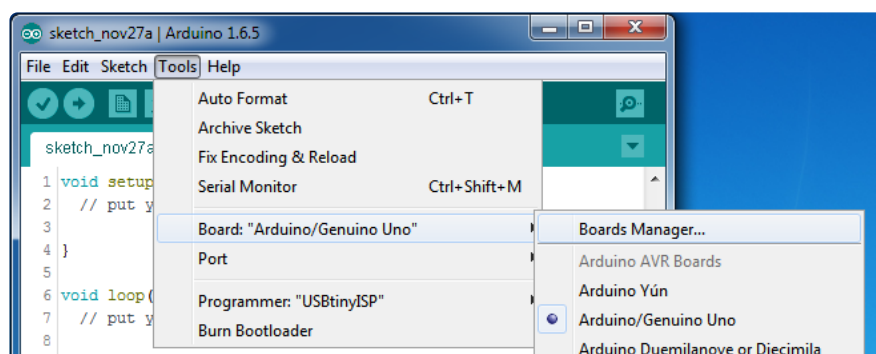 sketch_nov27a | Arduino 1.6.5
File Edit Sketch Tools Help
sketch_nov27a
1 void setup
2 // put y
3
4 }
5
6 void loop(
7 // put y
8
Auto Format Ctrl+T
Archive Sketch
Fix Encoding & Reload
Serial Monitor Ctrl+Shift+M
Board: "Arduino/Genuino Uno"
Port
Programmer: "USBtinyISP"
Burn Bootloader
Boards Manager...
Arduino AVR Boards
Arduino Yún
Arduino/Genuino Uno
Arduino Duemilanove or Diecimila